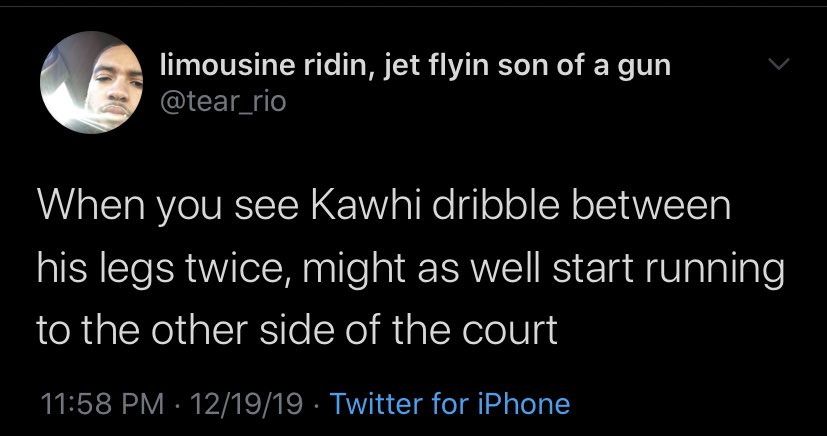 limousine ridin, jet flyin son of a gun
@tear_rio
When you see Kawhi dribble between
his legs twice, might as well start running
to the other side of the court
11:58 PM · 12/19/19 · Twitter for iPhone